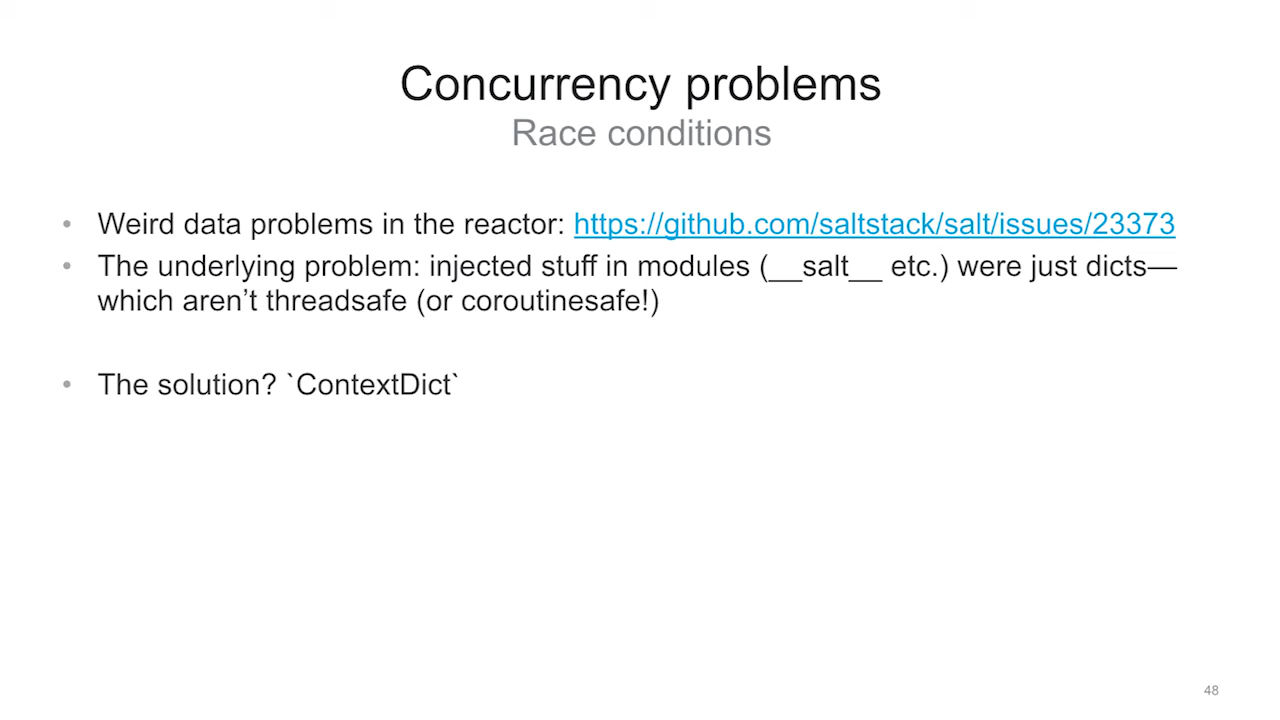 Concurrency problems
Race conditions
• Weird data problems in the reactor: https://github.com/saltstack/salt/issues/23373
• The underlying problem: injected stuff in modules (__salt__ etc.) were just dicts—
which aren’t threadsafe (or coroutinesafe!)
• The solution? `ContextDict`
48